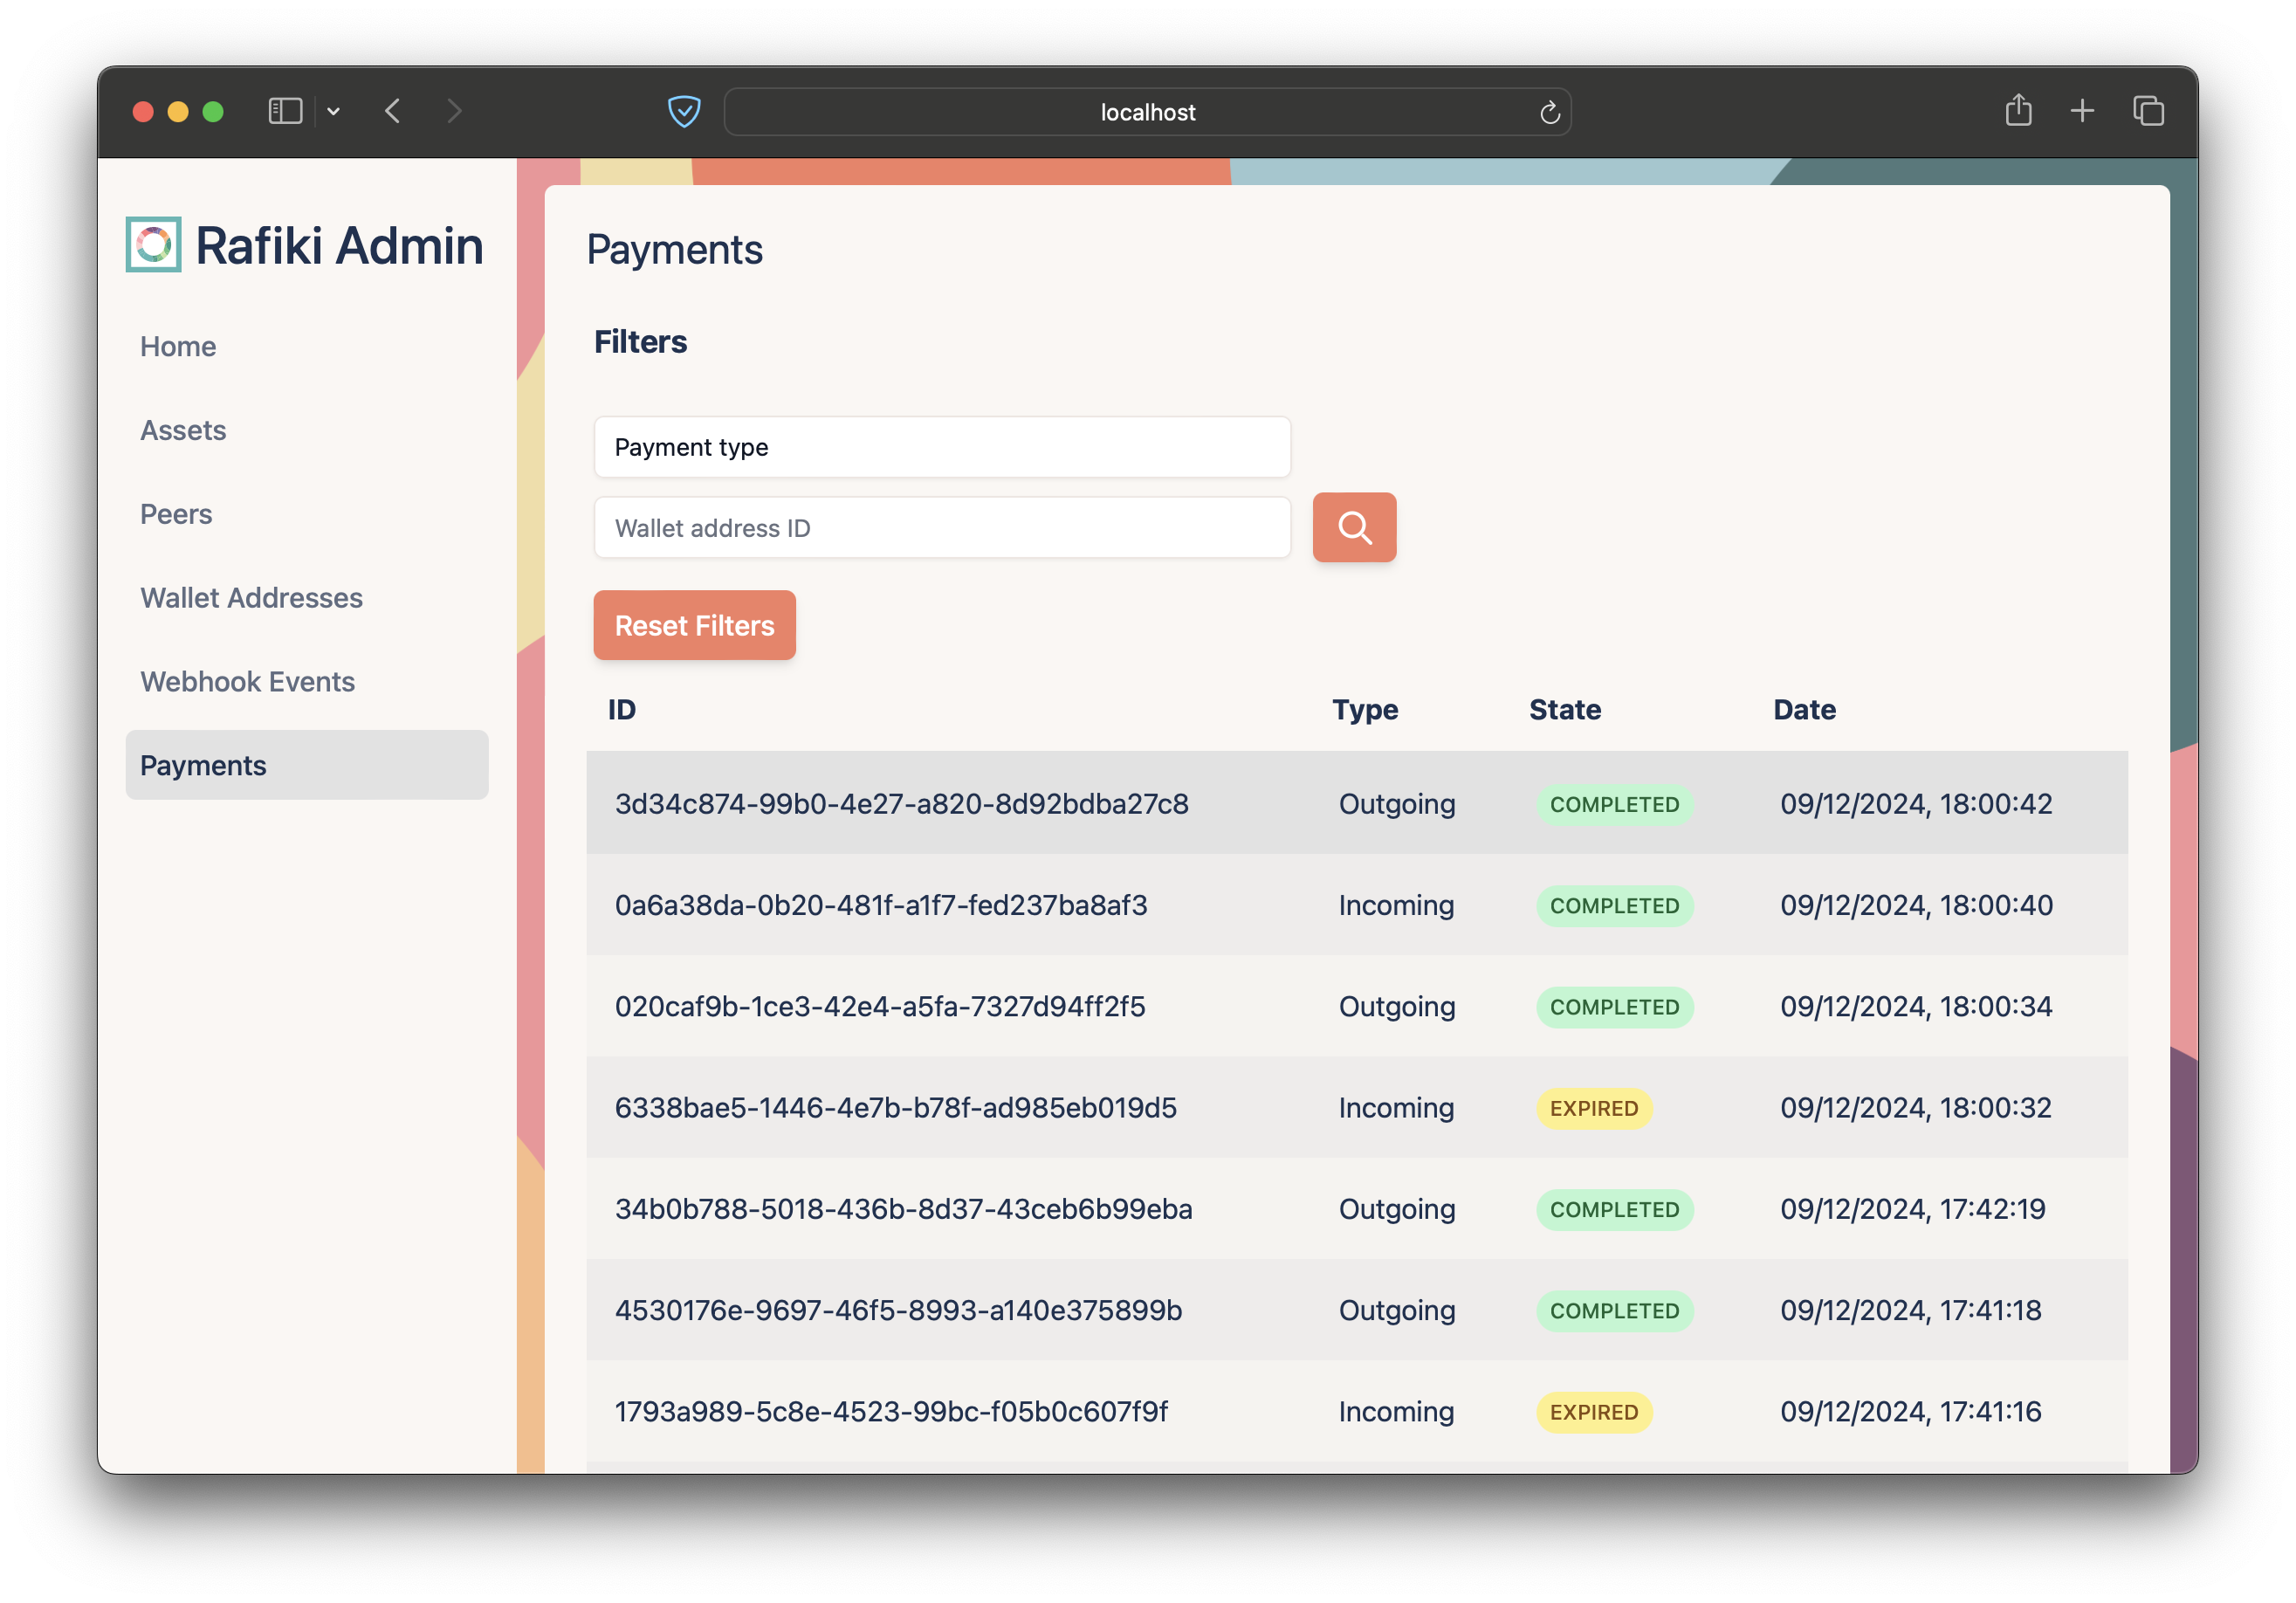 localhost
Rafiki Admin
Home
Assets
Peers
Wallet Addresses
Webhook Events
Payments
Payments
Filters
Payment type
Wallet address ID
Reset Filters
ID Type State Date
3d34c874-99b0-4e27-a820-8d92bdba27c8 Outgoing COMPLETED 09/12/2024, 18:00:42
0a6a38da-0b20-481f-a1f7-fed237ba8af3 Incoming COMPLETED 09/12/2024, 18:00:40
020caf9b-1ce3-42e4-a5fa-7327d94ff2f5 Outgoing COMPLETED 09/12/2024, 18:00:34
6338bae5-1446-4e7b-b78f-ad985eb019d5 Incoming EXPIRED 09/12/2024, 18:00:32
34b0b788-5018-436b-8d37-43ceb6b99eba Outgoing COMPLETED 09/12/2024, 17:42:19
4530176e-9697-46f5-8993-a140e375899b Outgoing COMPLETED 09/12/2024, 17:41:18
1793a989-5c8e-4523-99bc-f05b0c607f9f Incoming EXPIRED 09/12/2024, 17:41:16